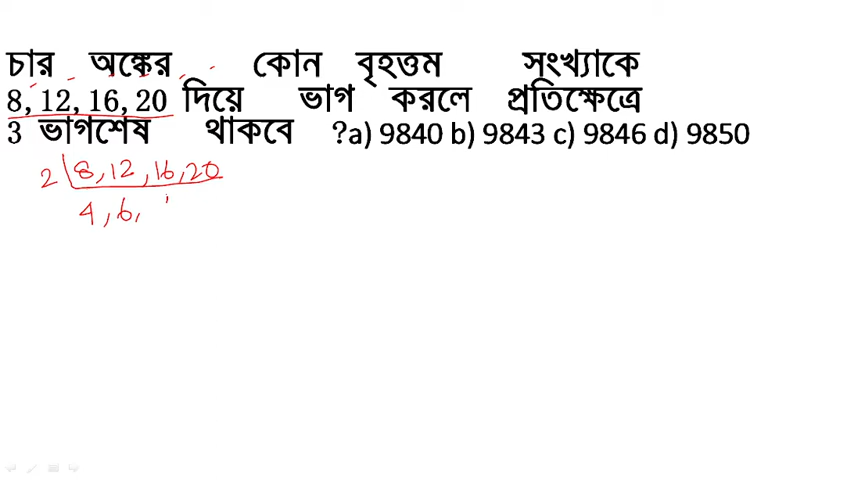 চার অঙ্কের কোন বৃহত্তম সংখ্যাকে
8, 12, 16, 20 দিয়ে ভাগ করলে প্রতিক্ষেত্রে
3 ভাগশেষ থাকবে ?a) 9840 b) 9843 c) 9846 d) 9850
2 8, 12, 16, 20
4, 6,